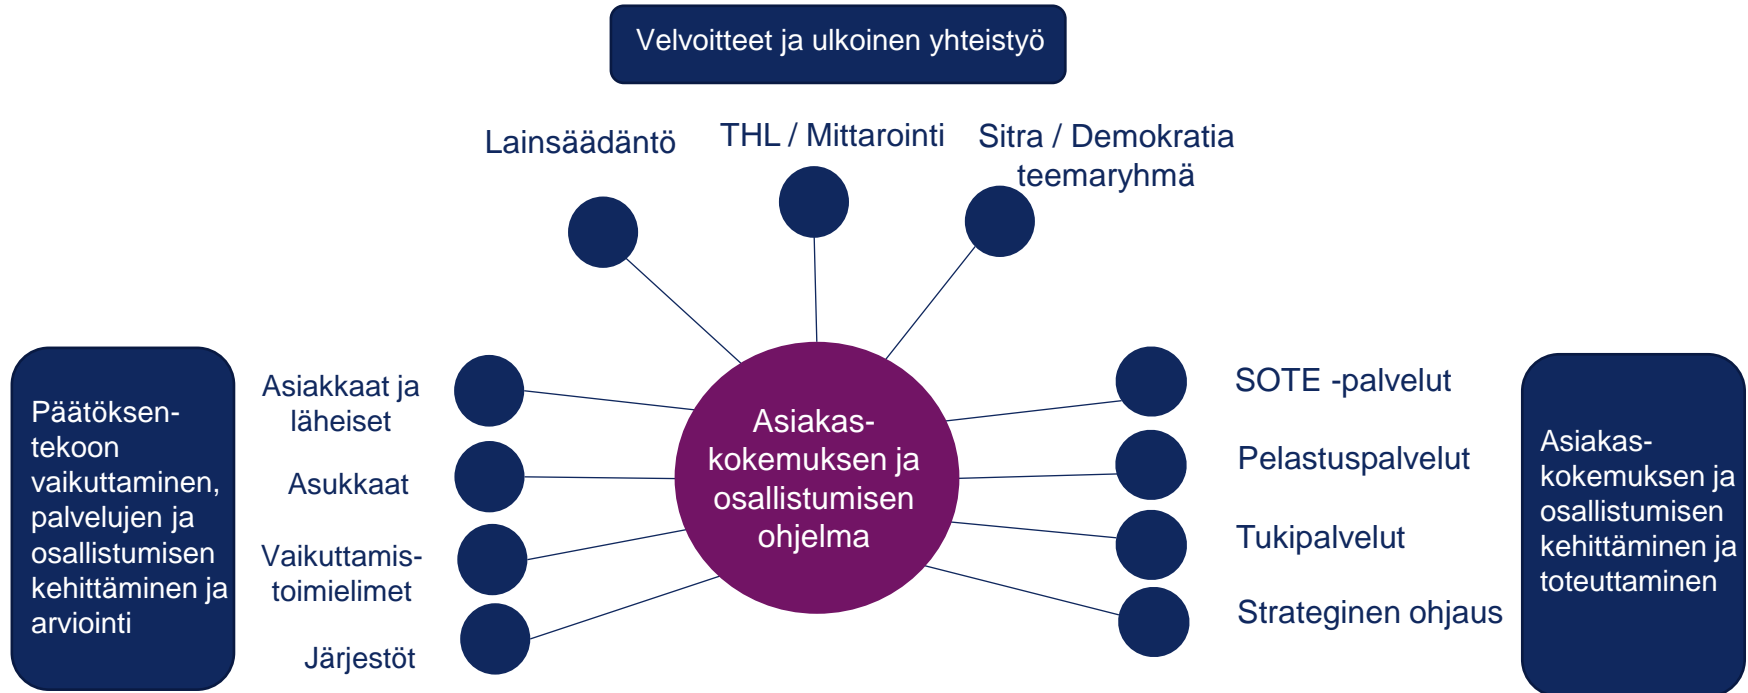 Velvoitteet ja ulkoinen yhteistyö
Lainsäädäntö
THL / Mittarointi
Sitra / Demokratia
teemaryhmä
Päätöksen-
tekoon
vaikuttaminen,
palvelujen ja
osallistumisen
kehittäminen ja
arviointi
Asiakkaat ja
läheiset
Asukkaat
Vaikuttamis-
toimielimet
Järjestöt
Asiakas-
kokemuksen ja
osallistumisen
ohjelma
SOTE -palvelut
Pelastuspalvelut
Tukipalvelut
Strateginen ohjaus
Asiakas-
kokemuksen ja
osallistumisen
kehittäminen ja
toteuttaminen